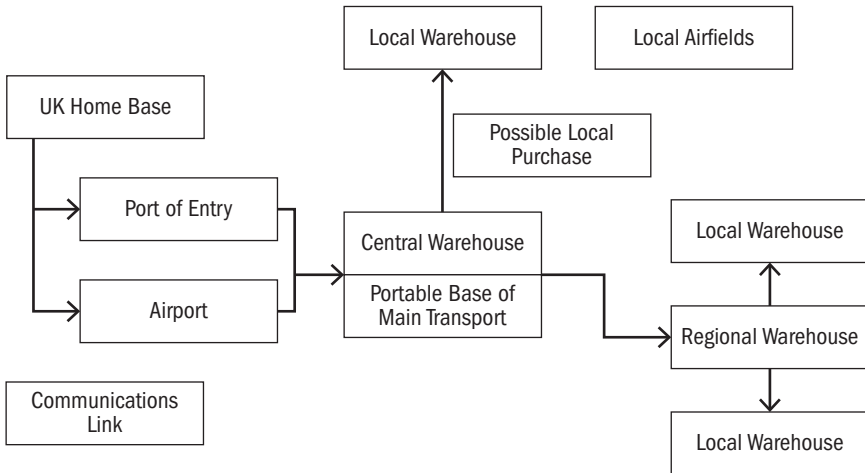 Local Warehouse
Local Airfields
UK Home Base
Possible Local
Purchase
Port of Entry
Local Warehouse
Central Warehouse
Airport
Portable Base of
Main Transport
Regional Warehouse
Communications
Link
Local Warehouse